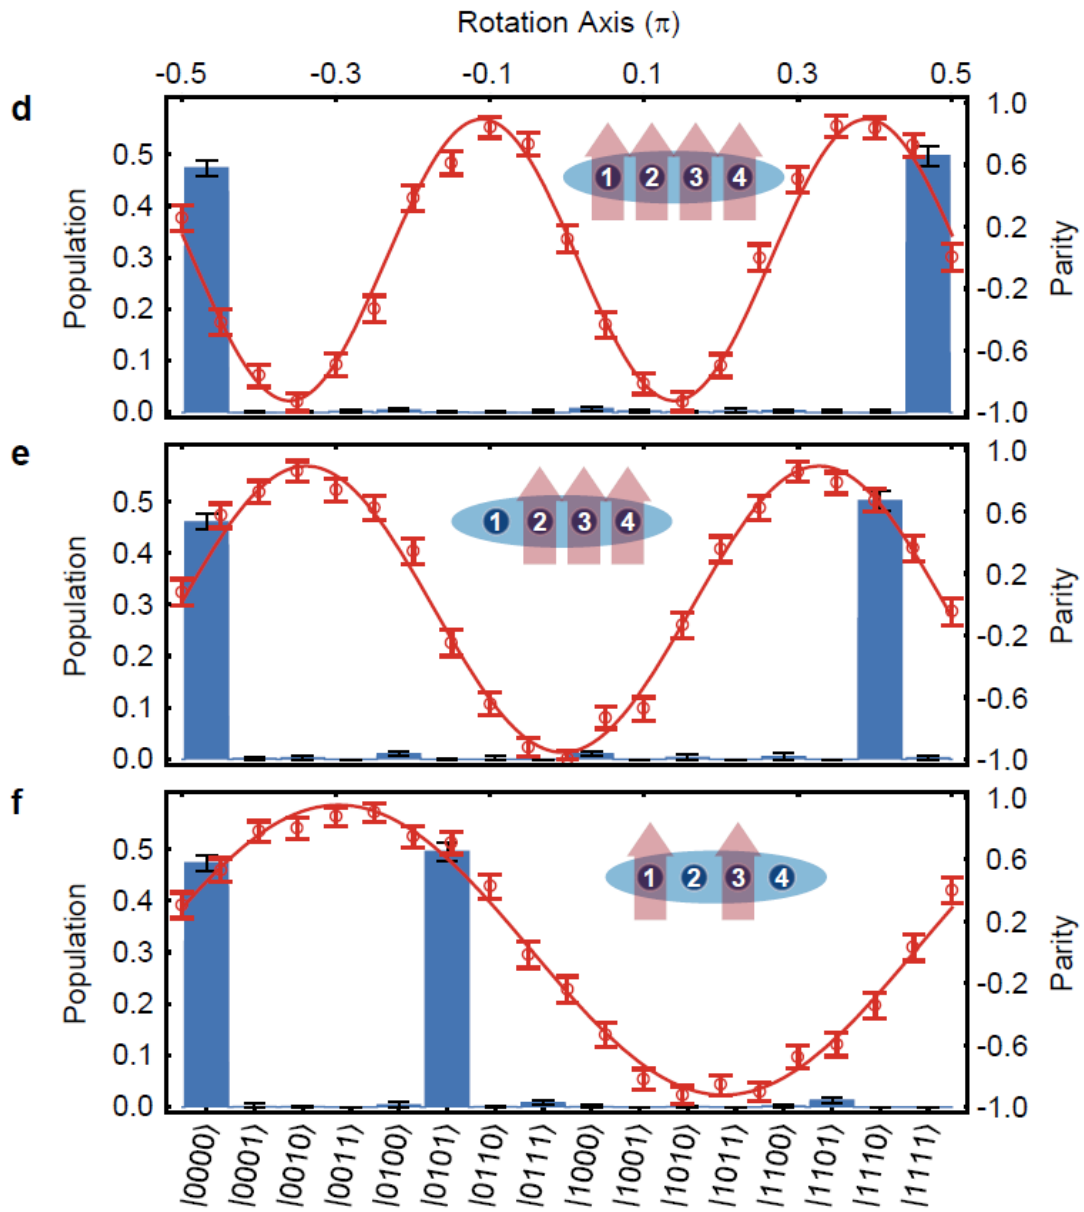 Rotation Axis (π)
-0.5 -0.3 -0.1 0.1 0.3 0.5
d
Population
0.5
0.4
0.3
0.2
0.1
0.0
1 2 3 4
1.0
0.6
0.2
-0.2
-0.6
-1.0
Parity
e
Population
0.5
0.4
0.3
0.2
0.1
0.0
1 2 3 4
1.0
0.6
0.2
-0.2
-0.6
-1.0
Parity
f
Population
0.5
0.4
0.3
0.2
0.1
0.0
1 2 3 4
1.0
0.6
0.2
-0.2
-0.6
-1.0
Parity
|0000⟩ |0001⟩ |0010⟩ |0011⟩ |0100⟩ |0101⟩ |0110⟩ |0111⟩ |1000⟩ |1001⟩ |1010⟩ |1011⟩ |1100⟩ |1101⟩ |1110⟩ |1111⟩